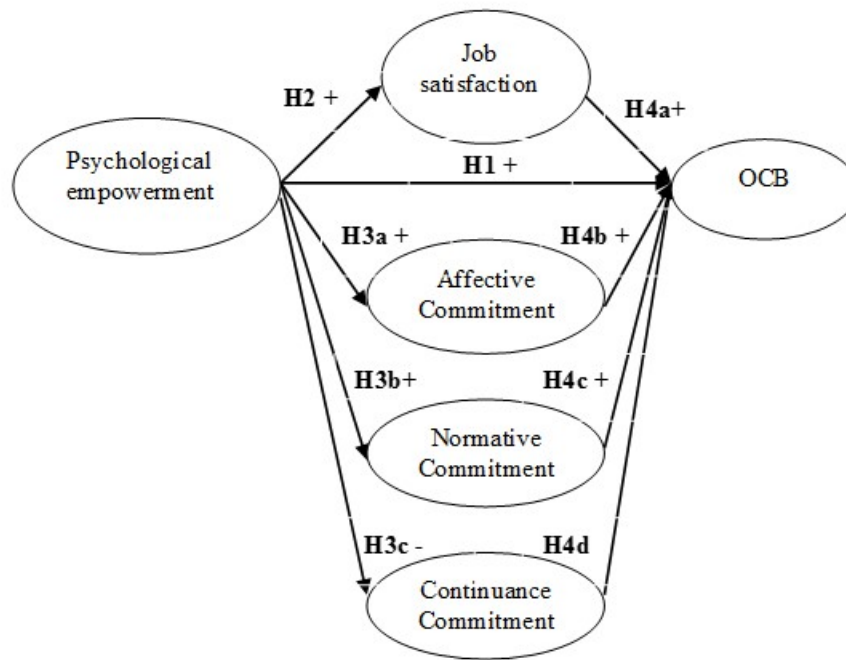 Job
satisfaction
H2 +
H4a+
Psychological
empowerment
H1 +
OCB
H3a +
H4b +
Affective
Commitment
H3b+
H4c +
Normative
Commitment
H3c -
H4d
Continuance
Commitment